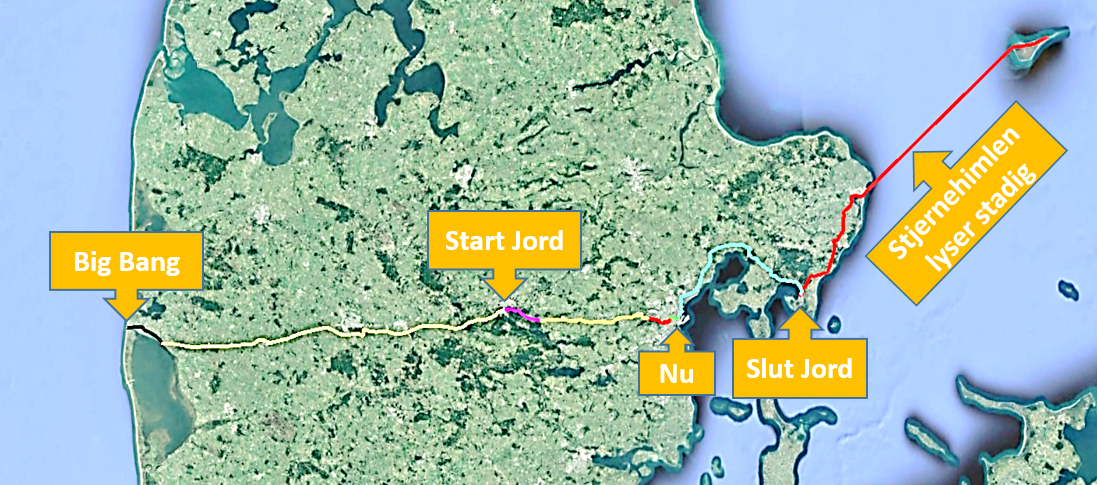 Big Bang
Start Jord
Nu
Slut Jord
Stjernehimlen
lyser stadig